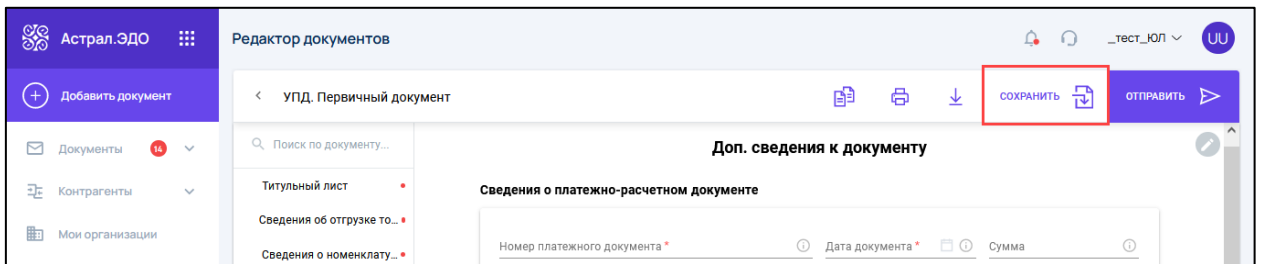 Астрал.ЭДО
Редактор документов
_тест_ЮЛ
UU
Добавить документ
УПД. Первичный документ
СОХРАНИТЬ
ОТПРАВИТЬ
Документы
14
Контрагенты
Мои организации
Поиск по документу...
Титульный лист
Сведения об отгрузке то...
Сведения о номенклату...
Доп. сведения к документу
Сведения о платежно-расчетном документе
Номер платежного документа *
Дата документа *
Сумма